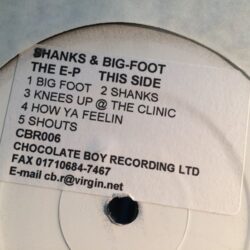 SHANKS & BIG-FOOT
THE E-P THIS SIDE
1 BIG FOOT 2 SHANKS
3 KNEES UP @ THE CLINIC
4 HOW YA FEELIN
5 SHOUTS
CBR006
CHOCOLATE BOY RECORDING LTD
FAX 01710684-7467
E-mail cb.r@virgin.net